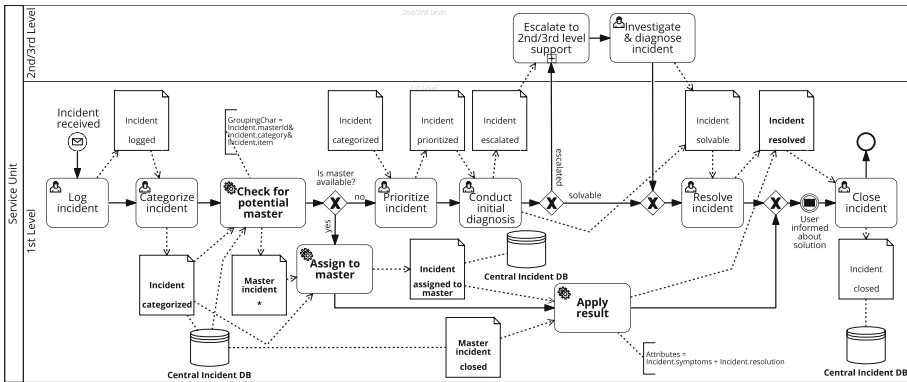 2nd/3rd Level
2nd/3rd Level
Escalate to
2nd/3rd level
support
Investigate
& diagnose
incident
Service Unit
1st Level
1st Level
Incident
received
Incident
logged
GroupingChar =
Incident.masterId&
Incident.category&
Incident.item
Incident
categorized
Incident
prioritized
Incident
escalated
Incident
solvable
Incident
resolved
Log
incident
Categorize
incident
Check for
potential
master
Is master
available?
no
yes
Prioritize
incident
Conduct
initial
diagnosis
escalated
solvable
Resolve
incident
User
informed
about
solution
Close
incident
Incident
categorized
Master
incident
*
Assign to
master
Incident
assigned to
master
Central Incident DB
Apply
result
Incident
closed
Central Incident DB
Master
incident
closed
Attributes =
Incident.symptoms + Incident.resolution
Central Incident DB